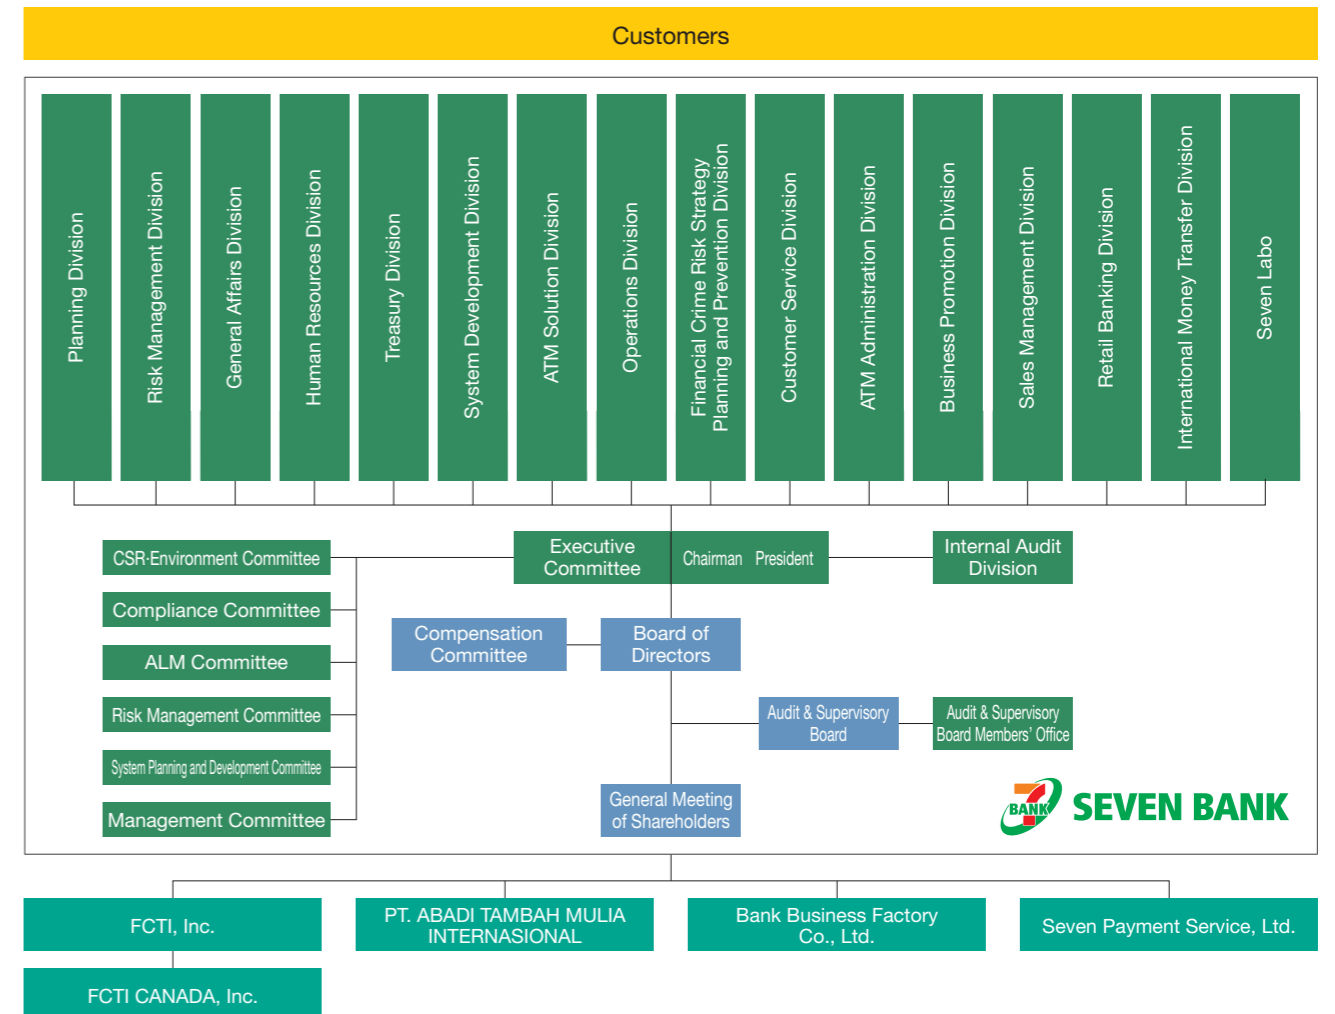 Customers
Planning Division
Risk Management Division
General Affairs Division
Human Resources Division
Treasury Division
System Development Division
ATM Solution Division
Operations Division
Financial Crime Risk Strategy
Planning and Prevention Division
Customer Service Division
ATM Administration Division
Business Promotion Division
Sales Management Division
Retail Banking Division
International Money Transfer Division
Seven Labo
CSR·Environment Committee
Compliance Committee
ALM Committee
Risk Management Committee
System Planning and Development Committee
Management Committee
Executive
Committee
Chairman President
Internal Audit
Division
Compensation
Committee
Board of
Directors
Audit & Supervisory
Board
Audit & Supervisory
Board Members' Office
General Meeting
of Shareholders
7
BANK
SEVEN BANK
FCTI, Inc.
FCTI CANADA, Inc.
PT. ABADI TAMBAH MULIA
INTERNASIONAL
Bank Business Factory
Co., Ltd.
Seven Payment Service, Ltd.